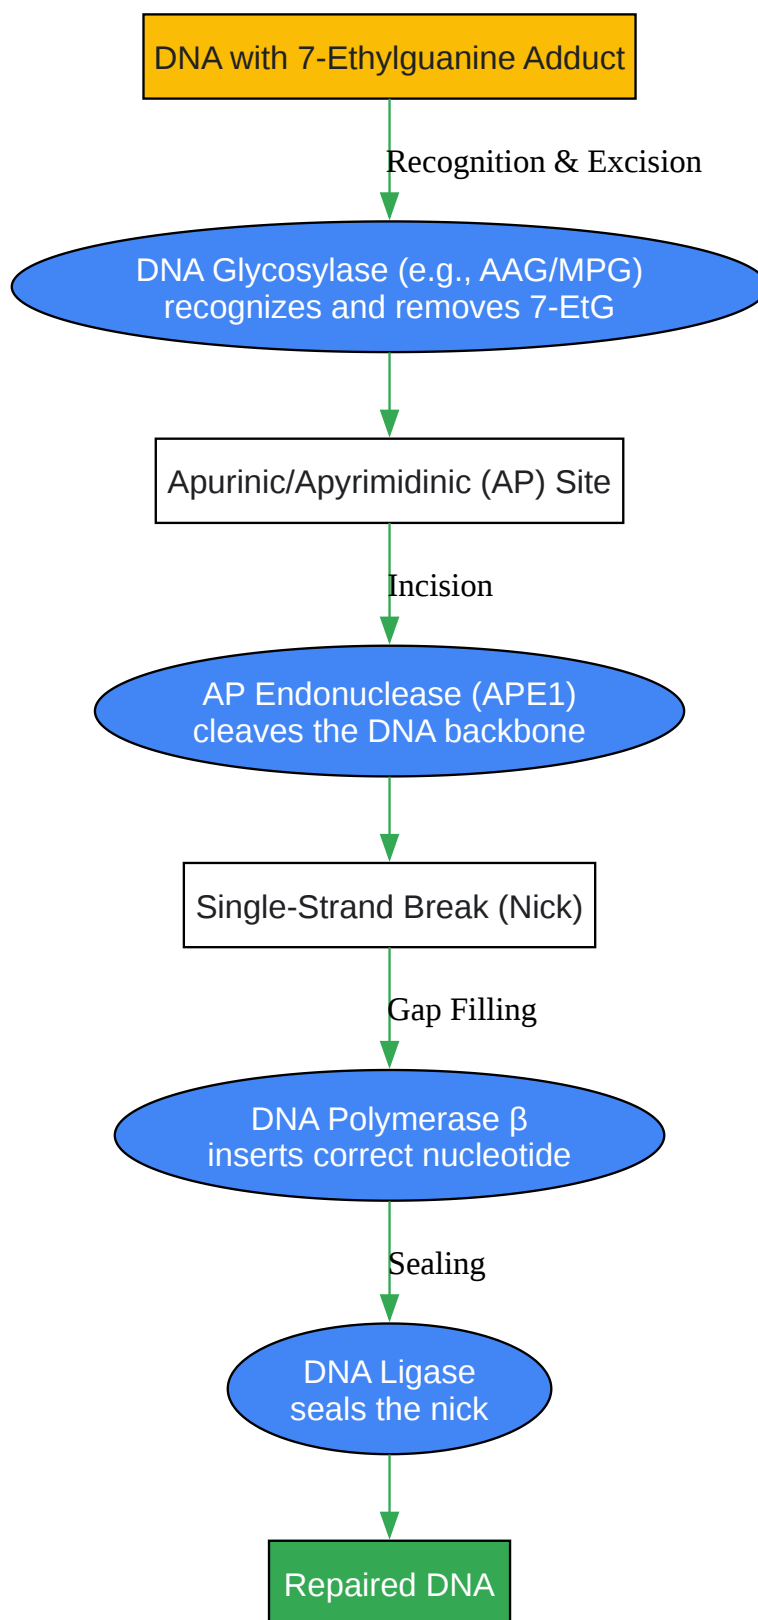 DNA with 7-Ethylguanine Adduct
Recognition & Excision
DNA Glycosylase (e.g., AAG/MPG)
recognizes and removes 7-EtG
Apurinic/Apyrimidinic (AP) Site
Incision
AP Endonuclease (APE1)
cleaves the DNA backbone
Single-Strand Break (Nick)
Gap Filling
DNA Polymerase β
inserts correct nucleotide
Sealing
DNA Ligase
seals the nick
Repaired DNA